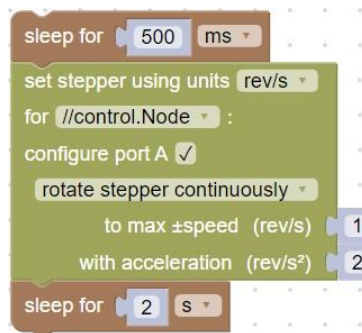 sleep for 500 ms
set stepper using units rev/s
for //control.Node :
configure port A ✓
rotate stepper continuously
to max ±speed (rev/s) 1
with acceleration (rev/s²) 2
sleep for 2 s